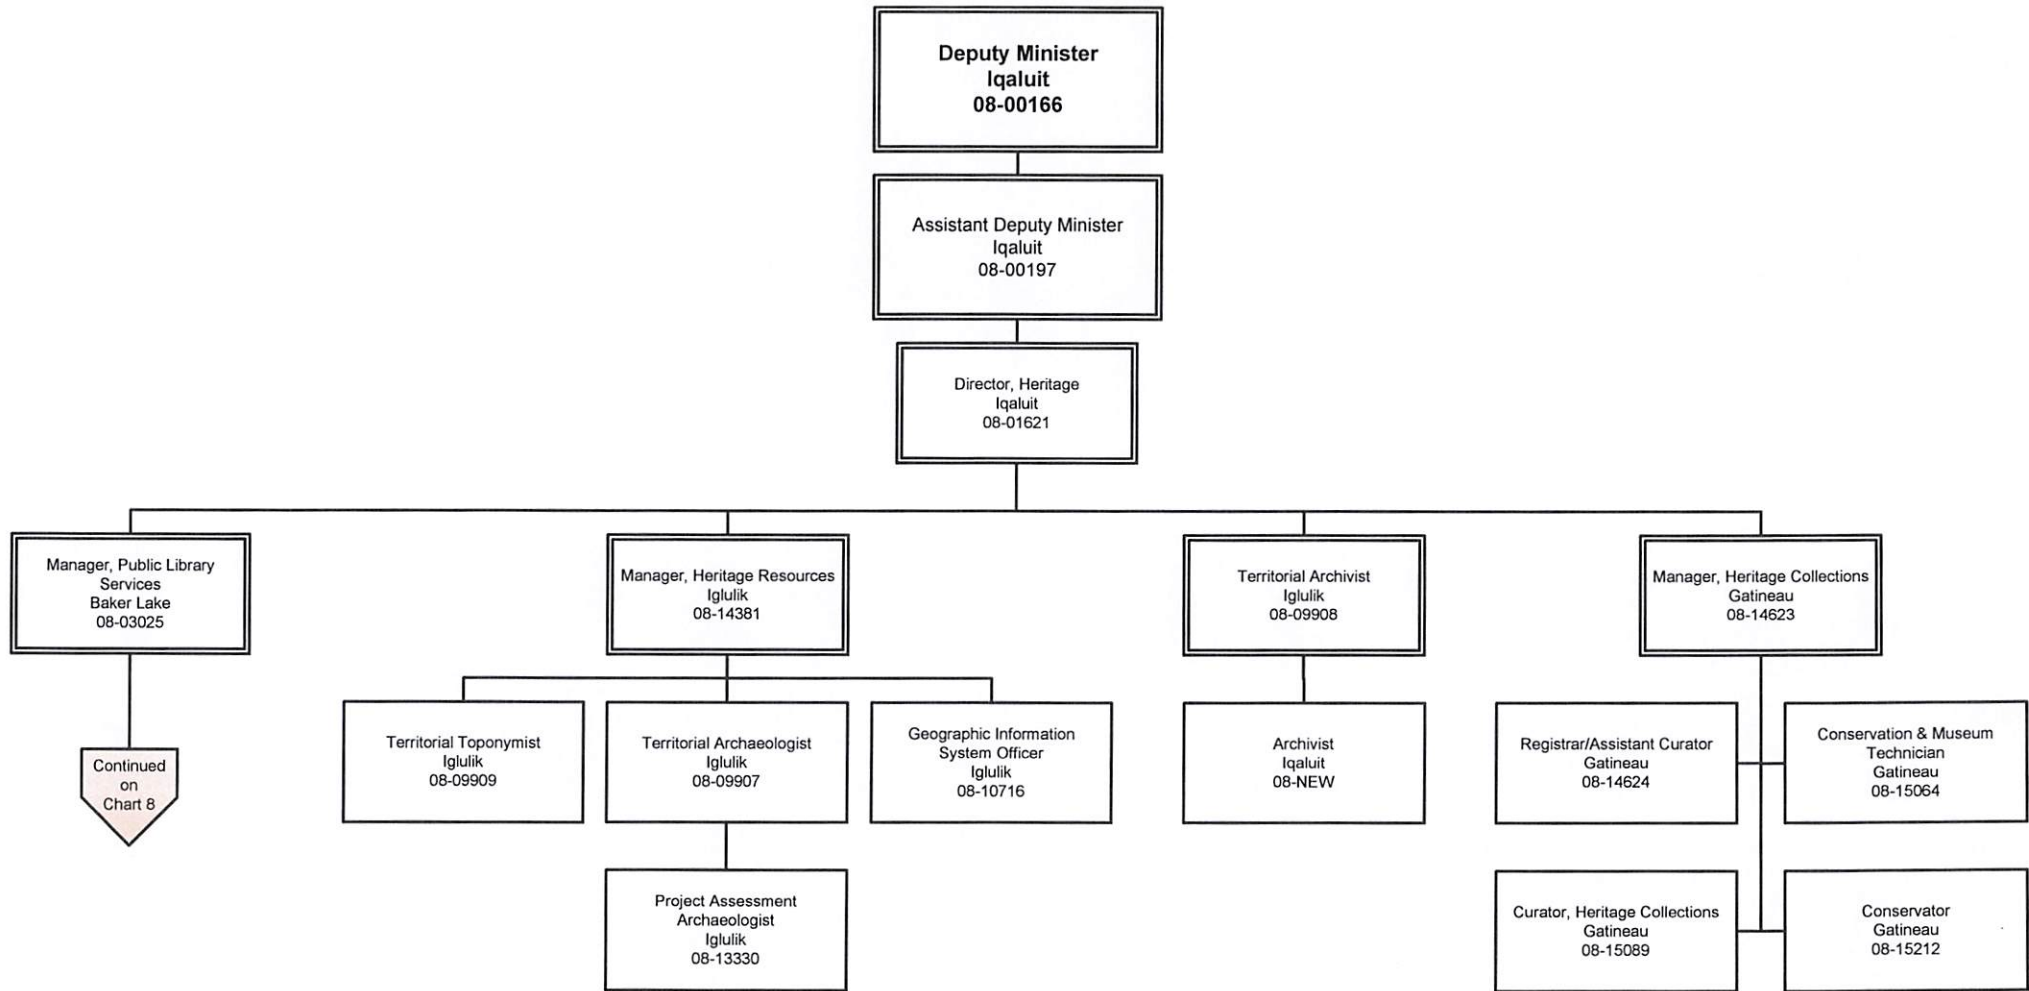 Deputy Minister
Iqaluit
08-00166
Assistant Deputy Minister
Iqaluit
08-00197
Director, Heritage
Iqaluit
08-01621
Manager, Public Library
Services
Baker Lake
08-03025
Manager, Heritage Resources
Iglulik
08-14381
Territorial Archivist
Iglulik
08-09908
Manager, Heritage Collections
Gatineau
08-14623
Continued
on
Chart 8
Territorial Toponymist
Iglulik
08-09909
Territorial Archaeologist
Iglulik
08-09907
Geographic Information
System Officer
Iglulik
08-10716
Archivist
Iqaluit
08-NEW
Registrar/Assistant Curator
Gatineau
08-14624
Conservation & Museum
Technician
Gatineau
08-15064
Project Assessment
Archaeologist
Iglulik
08-13330
Curator, Heritage Collections
Gatineau
08-15089
Conservator
Gatineau
08-15212